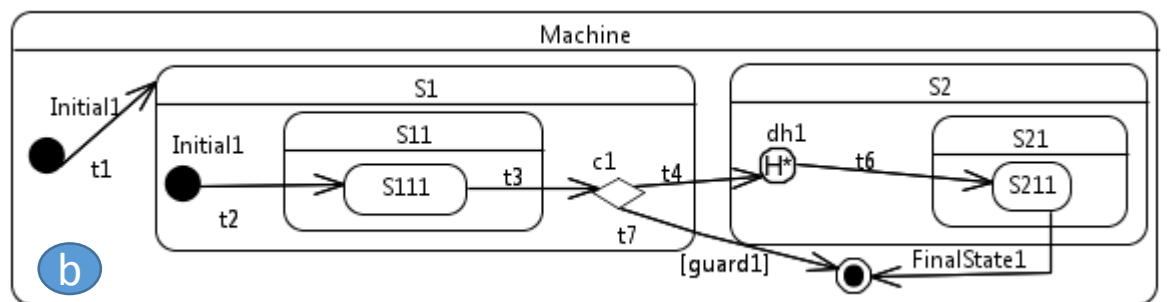 Machine
S1
S2
Initial1
t1
Initial1
t2
S11
S111
t3
c1
t4
t7
[guard1]
dh1
H*
t6
S21
S211
FinalState1
b